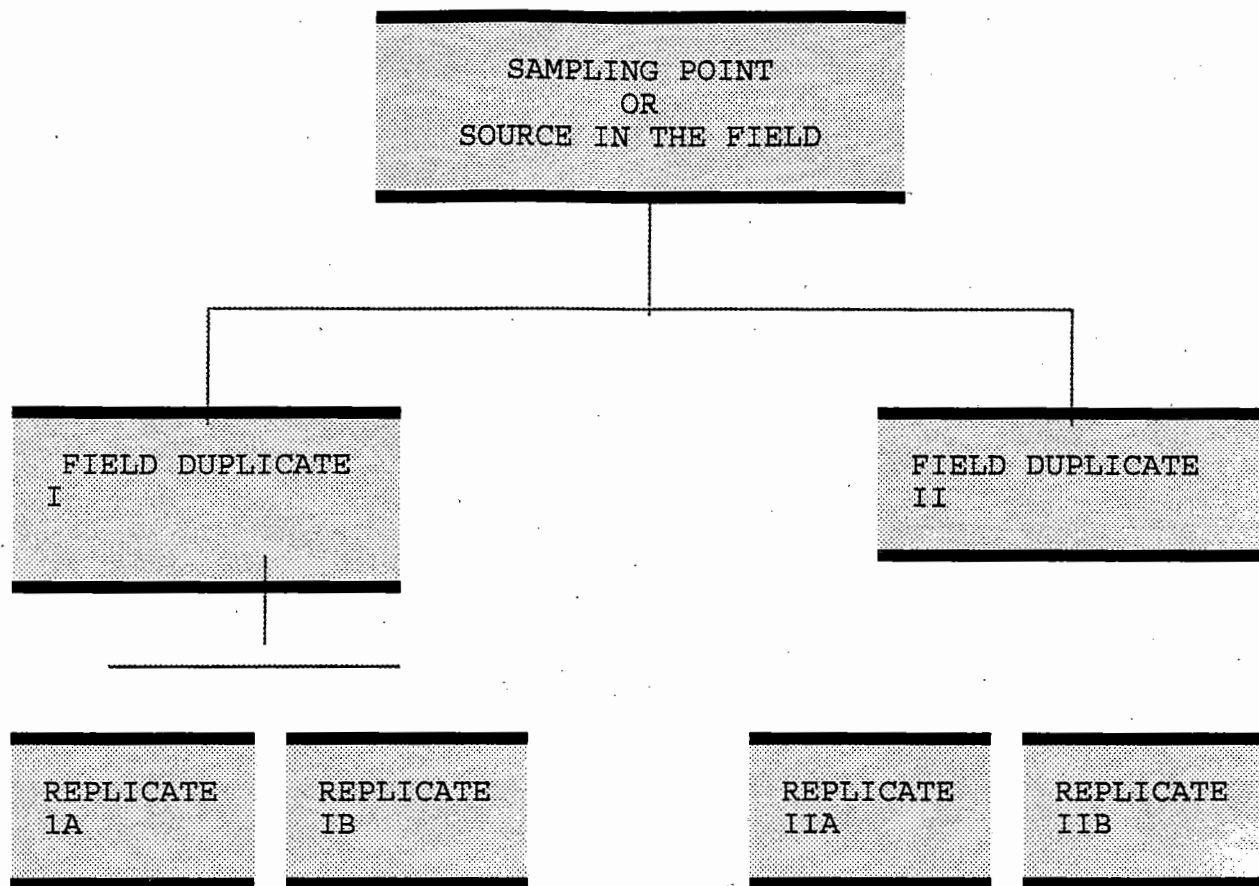 SAMPLING POINT
OR
SOURCE IN THE FIELD
FIELD DUPLICATE
I
FIELD DUPLICATE
II
REPLICATE
1A
REPLICATE
IB
REPLICATE
IIA
REPLICATE
IIB